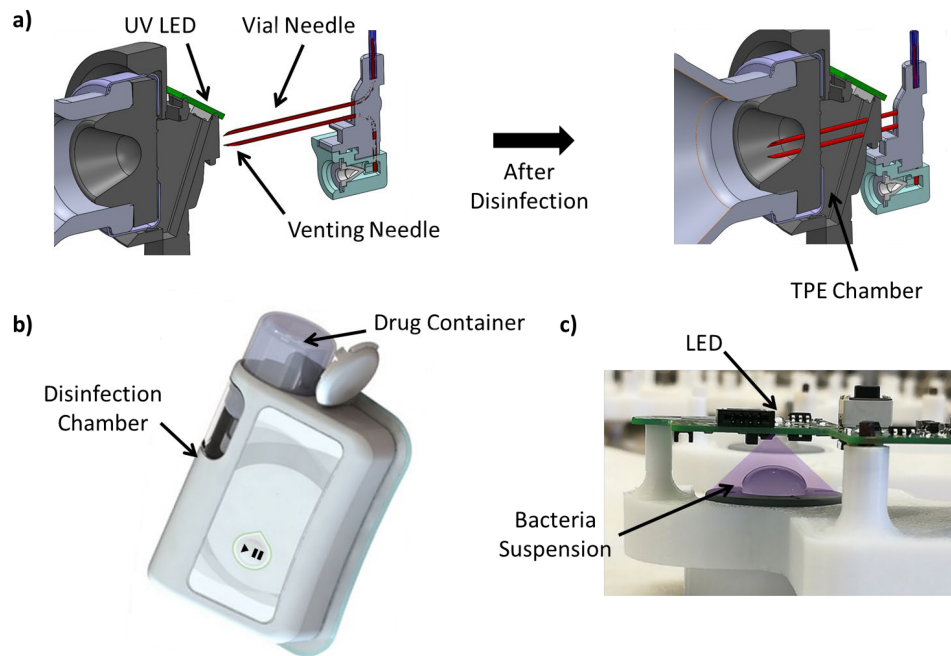 a)
UV LED
Vial Needle
Venting Needle
After
Disinfection
TPE Chamber
b)
Drug Container
Disinfection
Chamber
c)
LED
Bacteria
Suspension